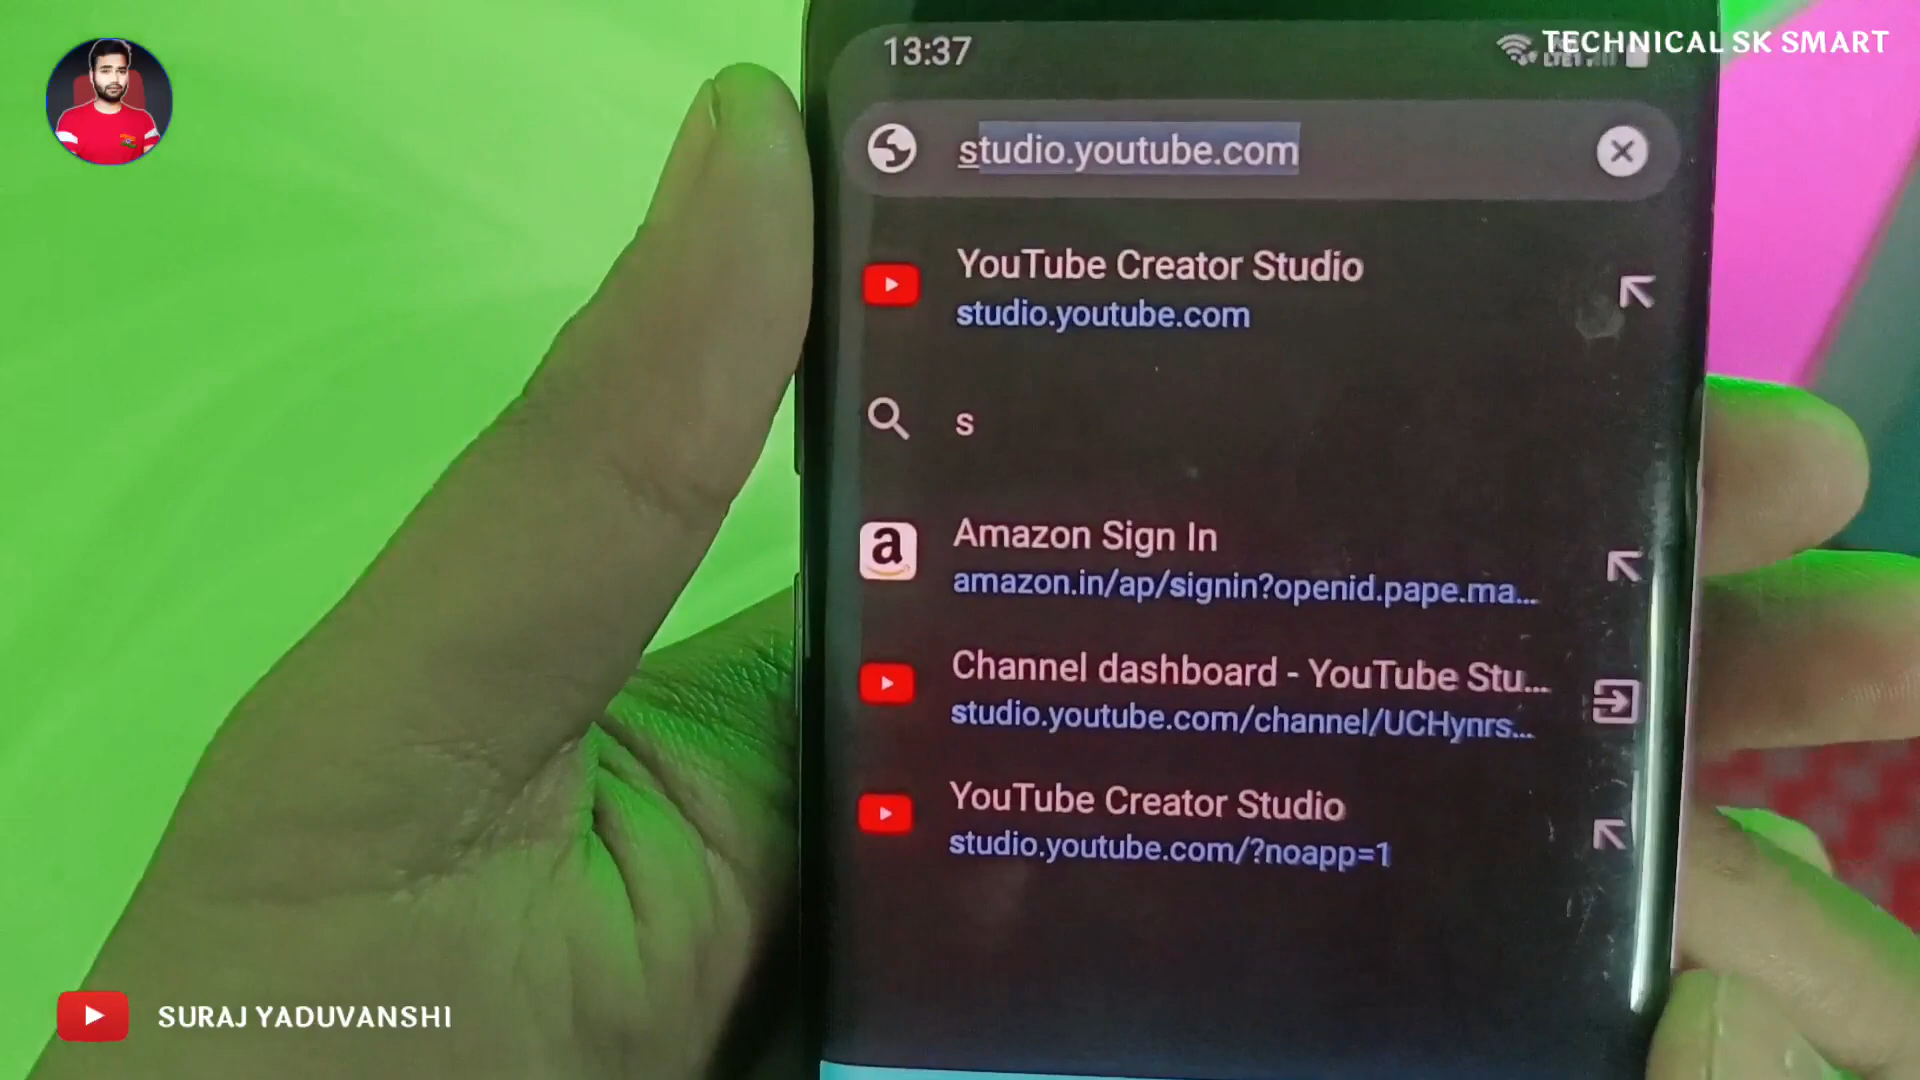 TECHNICAL SK SMART
13:37
studio.youtube.com
YouTube Creator Studio
studio.youtube.com
s
Amazon Sign In
amazon.in/ap/signin?openid.pape.ma...
Channel dashboard - YouTube Stu...
studio.youtube.com/channel/UCHynrs...
YouTube Creator Studio
studio.youtube.com/?noapp=1
SURAJ YADUVANSHI